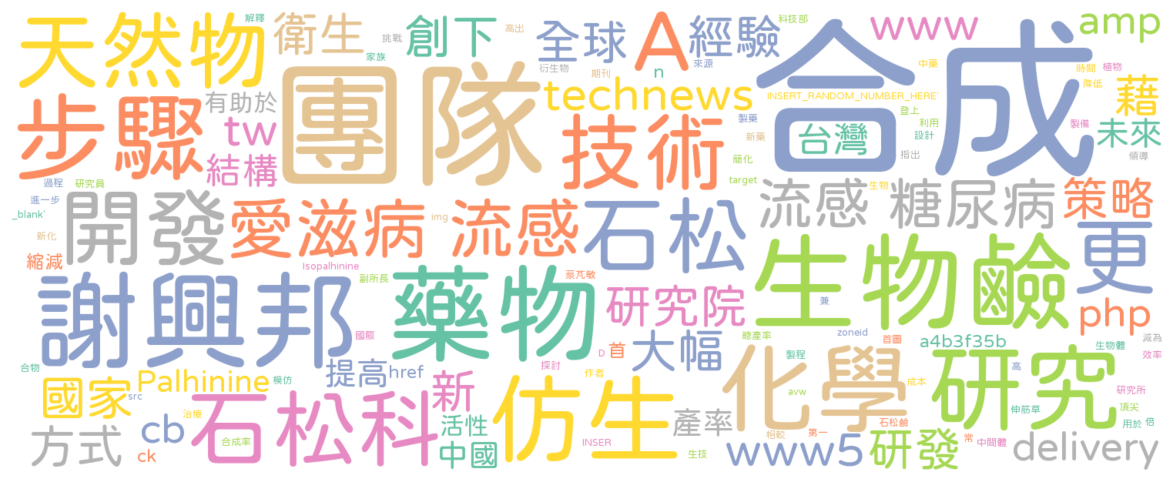 天然物
解釋
衛生
挑戰
家族
創下
高出
全球
衍生物
A
經驗
來源
期刊
n
www
科技部
合成
amp
步驟
有助於
tw
結構
團隊
technews
技術
INSERT_RANDOM_NUMBER_HERE'
台灣
製藥
新藥
簡化
target
中藥
登上
利用
設計
指出
時間
植物
降低
藉
製備
未來
領導
過程
研究員
進一步
_blank'
新化
縮減
開發
愛滋病
img
流感
石松
流感
糖尿病
生物
策略
更
Isopalhinine
副所長
葉芃敏
謝興邦
國際
藥物
研究院
生物鹼
兼
php
合物
國家
Palhinine
模仿
src
提高
href
探討
D
首
作者
大幅
總產率
製程
zoneid
首圖
a4b3f35b
生物體
減為
效率
方式
cb
ck
治療
合成率
石松科
新
活性
中國
仿生
INSER
生技
產率
化學
avw
相較
第一
www5
成本
石松鹼
研發
研究
高
伸筋草
常
中間體
研究所
頂尖
用於
倍
delivery